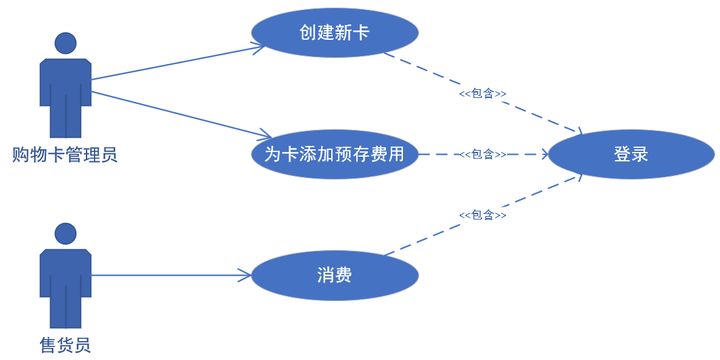 创建新卡
<<包含>>
购物卡管理员
为卡添加预存费用
<<包含>>
登录
<<包含>>
消费
售货员